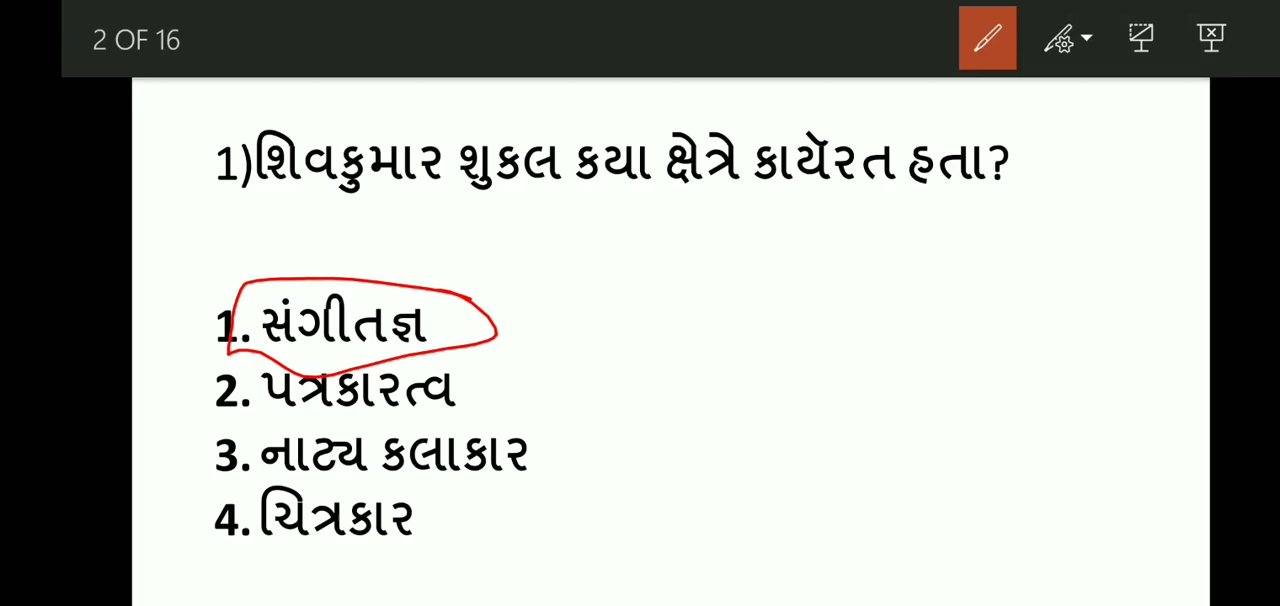 2 OF 16
1)શિવકુમાર શુકલ કયા ક્ષેત્રે કાર્યરત હતા?
1. સંગીતજ્ઞ
2. પત્રકારત્વ
3. નાટ્ય કલાકાર
4. ચિત્રકાર